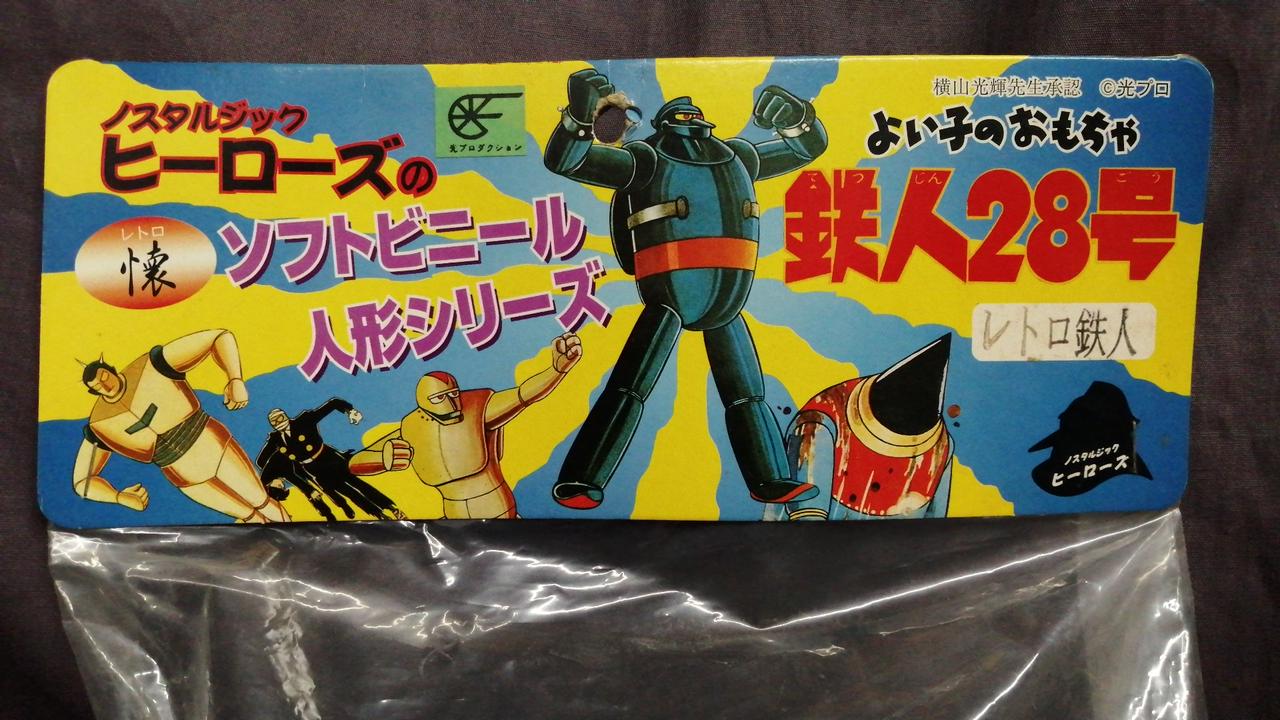 横山光輝先生承認 ©光プロ
ノスタルジック
ヒーローズの
光プロダクション
レトロ
懐
ソフトビニール
人形シリーズ
よい子のおもちゃ
てつじんごう
鉄人28号
レトロ鉄人
ノスタルジック
ヒーローズ